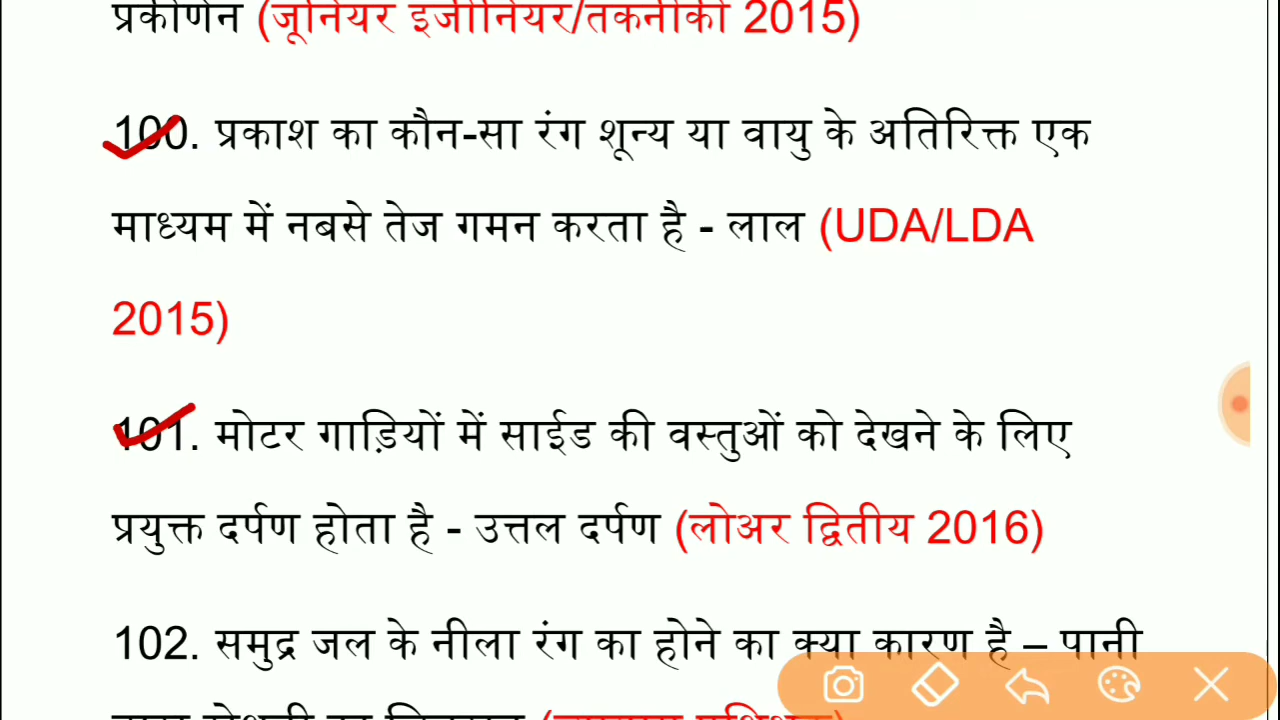 प्रकीर्णन (जूनियर इंजीनियर/तकनीकी 2015)
100. प्रकाश का कौन-सा रंग शून्य या वायु के अतिरिक्त एक
माध्यम में नबसे तेज गमन करता है - लाल (UDA/LDA
2015)
101. मोटर गाड़ियों में साईड की वस्तुओं को देखने के लिए
प्रयुक्त दर्पण होता है - उत्तल दर्पण (लोअर द्वितीय 2016)
102. समुद्र जल के नीला रंग का होने का क्या कारण है – पानी